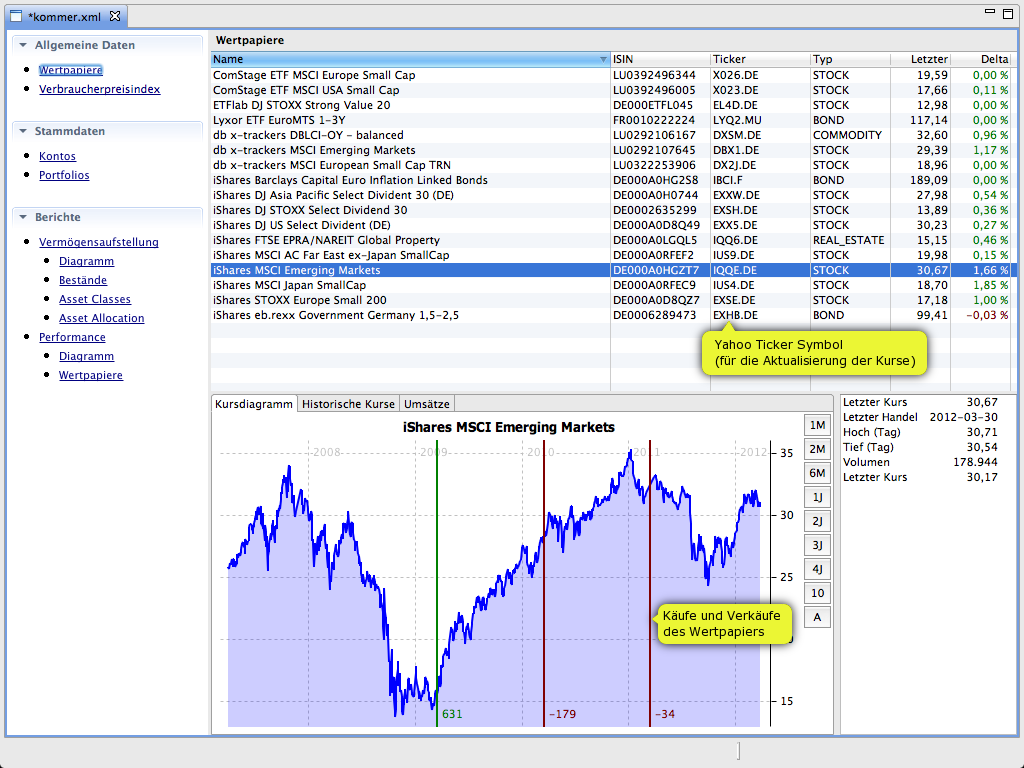 *kommer.xml
Allgemeine Daten
Wertpapiere
Verbraucherpreisindex
Stammdaten
Kontos
Portfolios
Berichte
Vermögensaufstellung
Diagramm
Bestände
Asset Classes
Asset Allocation
Performance
Diagramm
Wertpapiere
Wertpapiere
Name ISIN Ticker Typ Letzter Delta
ComStage ETF MSCI Europe Small Cap LU0392496344 X026.DE STOCK 19,59 0,00 %
ComStage ETF MSCI USA Small Cap LU0392496005 X023.DE STOCK 17,66 0,11 %
ETFlab DJ STOXX Strong Value 20 DE000ETFL045 EL4D.DE STOCK 12,98 0,00 %
Lyxor ETF EuroMTS 1-3Y FR0010222224 LYQ2.MU BOND 117,14 0,00 %
db x-trackers DBLCI-OY - balanced LU0292106167 DXSM.DE COMMODITY 32,60 0,96 %
db x-trackers MSCI Emerging Markets LU0292107645 DBX1.DE STOCK 29,39 1,17 %
db x-trackers MSCI European Small Cap TRN LU0322253906 DX2J.DE STOCK 18,96 0,00 %
iShares Barclays Capital Euro Inflation Linked Bonds DE000A0HG2S8 IBCI.F BOND 189,09 0,00 %
iShares DJ Asia Pacific Select Dividend 30 (DE) DE000A0H0744 EXXW.DE STOCK 27,98 0,54 %
iShares DJ STOXX Select Dividend 30 DE0002635299 EXSH.DE STOCK 13,89 0,36 %
iShares DJ US Select Divident (DE) DE000A0D8Q49 EXX5.DE STOCK 30,23 0,27 %
iShares FTSE EPRA/NAREIT Global Property DE000A0LGQL5 IQQ6.DE REAL_ESTATE 15,15 0,46 %
iShares MSCI AC Far East ex-Japan SmallCap DE000A0RFEF2 IUS9.DE STOCK 19,98 0,15 %
iShares MSCI Emerging Markets DE000A0HGZT7 IQQE.DE STOCK 30,67 1,66 %
iShares MSCI Japan SmallCap DE000A0RFEC9 IUS4.DE STOCK 18,70 1,85 %
iShares STOXX Europe Small 200 DE000A0D8QZ7 EXSE.DE STOCK 17,18 1,00 %
iShares eb.rexx Government Germany 1,5-2,5 DE0006289473 EXHB.DE BOND 99,41 -0,03 %
Yahoo Ticker Symbol
(für die Aktualisierung der Kurse)
Kursdiagramm Historische Kurse Umsätze
iShares MSCI Emerging Markets
2008 2009 2010 2011 2012
35
30
25
15
631 -179 -34
Käufe und Verkäufe
des Wertpapiers
1M
2M
6M
1J
2J
3J
4J
10
A
Letzter Kurs 30,67
Letzter Handel 2012-03-30
Hoch (Tag) 30,71
Tief (Tag) 30,54
Volumen 178.944
Letzter Kurs 30,17